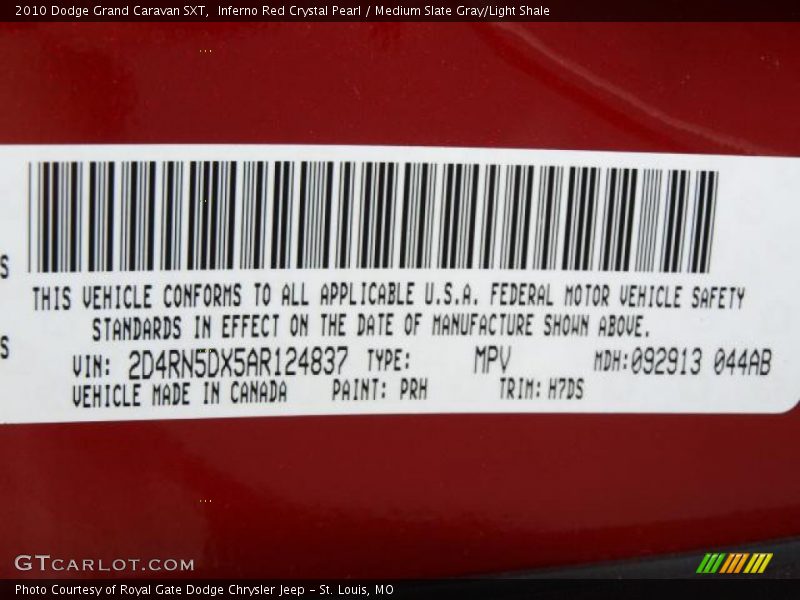 2010 Dodge Grand Caravan SXT,  Inferno Red Crystal Pearl / Medium Slate Gray/Light Shale
S
THIS VEHICLE CONFORMS TO ALL APPLICABLE U.S.A. FEDERAL MOTOR VEHICLE SAFETY
STANDARDS IN EFFECT ON THE DATE OF MANUFACTURE SHOWN ABOVE.
S
VIN: 2D4RN5DX5AR124837 TYPE: MPV MDH:092913 044AB
VEHICLE MADE IN CANADA PAINT: PRH TRIM: H7DS
GTCARLOT.COM
Photo Courtesy of Royal Gate Dodge Chrysler Jeep - St. Louis, MO